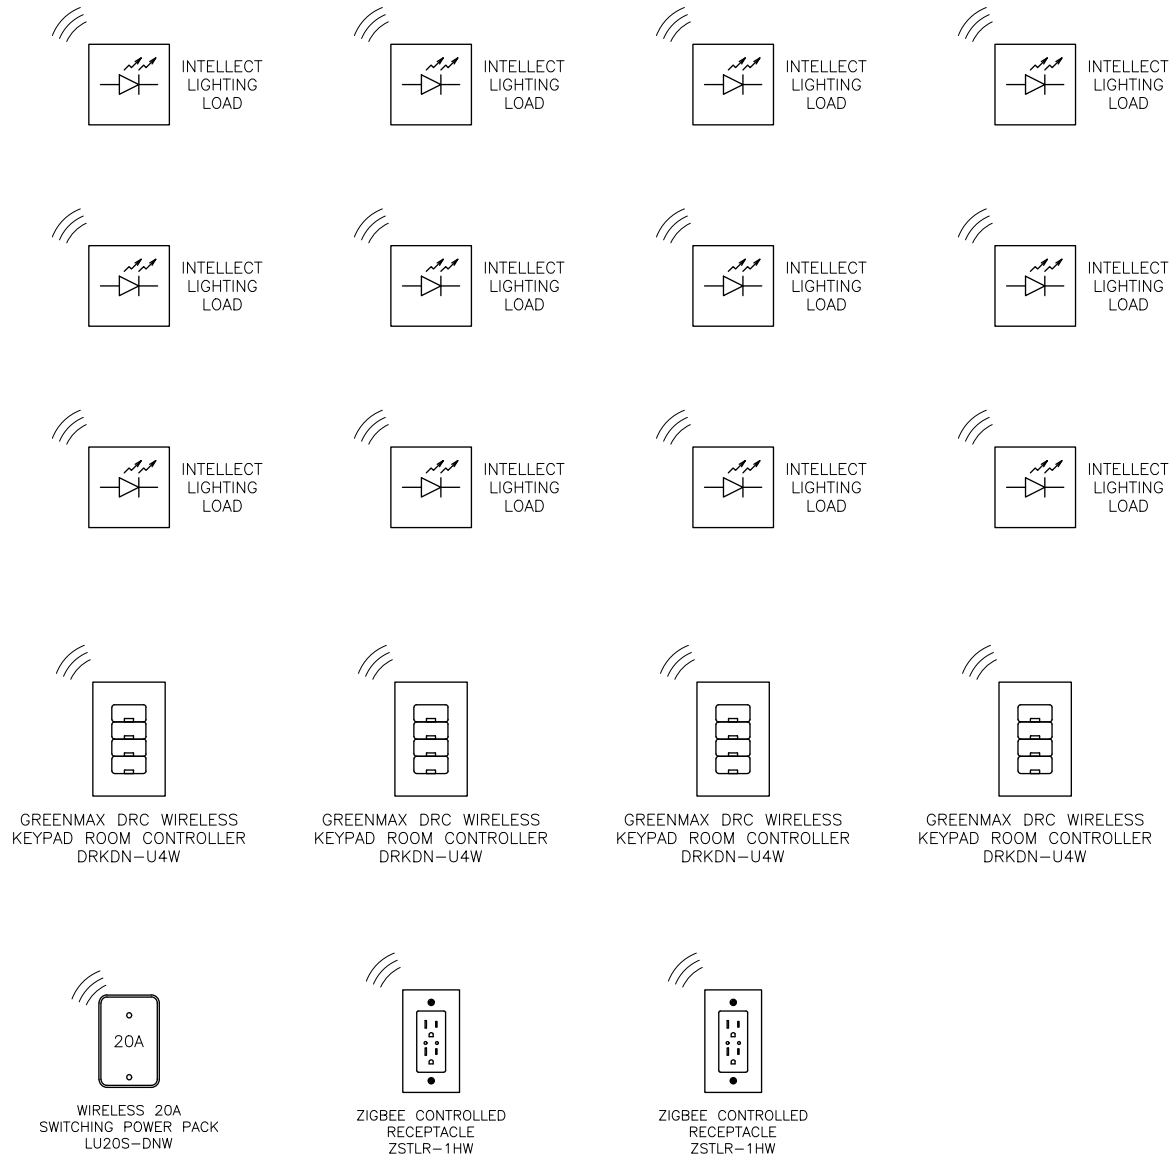 INTELLECT
LIGHTING
LOAD
INTELLECT
LIGHTING
LOAD
INTELLECT
LIGHTING
LOAD
INTELLECT
LIGHTING
LOAD
INTELLECT
LIGHTING
LOAD
INTELLECT
LIGHTING
LOAD
INTELLECT
LIGHTING
LOAD
INTELLECT
LIGHTING
LOAD
INTELLECT
LIGHTING
LOAD
INTELLECT
LIGHTING
LOAD
INTELLECT
LIGHTING
LOAD
INTELLECT
LIGHTING
LOAD
GREENMAX DRC WIRELESS
KEYPAD ROOM CONTROLLER
DRKDN-U4W
GREENMAX DRC WIRELESS
KEYPAD ROOM CONTROLLER
DRKDN-U4W
GREENMAX DRC WIRELESS
KEYPAD ROOM CONTROLLER
DRKDN-U4W
GREENMAX DRC WIRELESS
KEYPAD ROOM CONTROLLER
DRKDN-U4W
20A
WIRELESS 20A
SWITCHING POWER PACK
LU20S-DNW
ZIGBEE CONTROLLED
RECEPTACLE
ZSTLR-1HW
ZIGBEE CONTROLLED
RECEPTACLE
ZSTLR-1HW